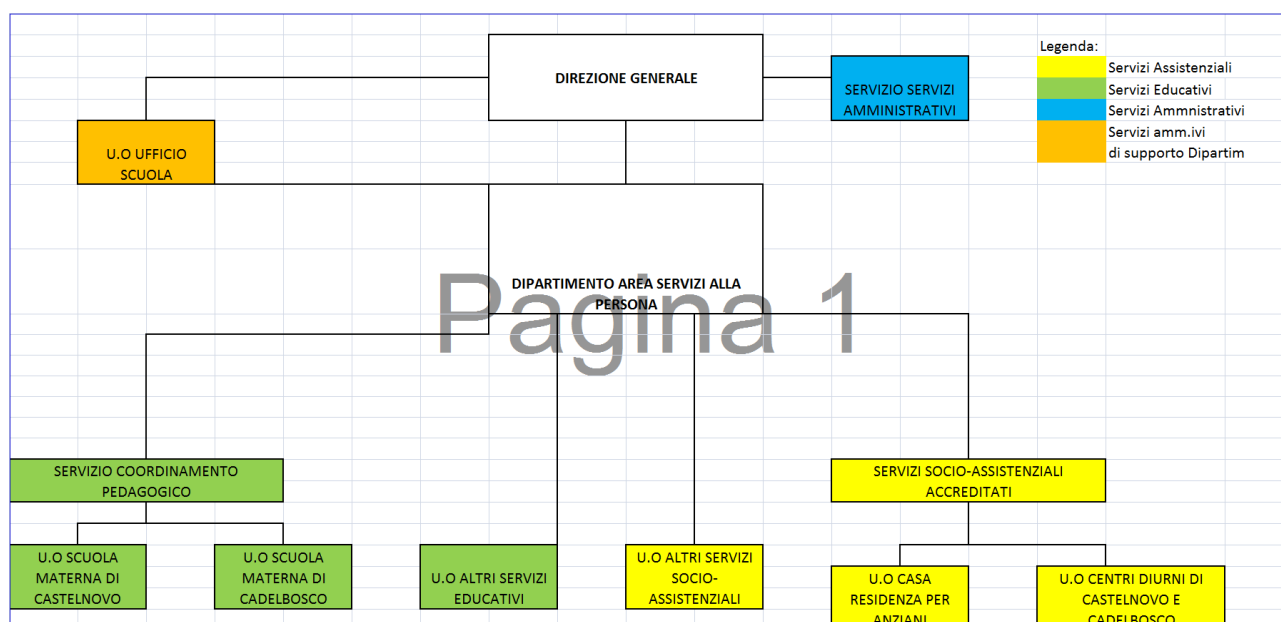 DIREZIONE GENERALE
SERVIZIO SERVIZI
AMMINISTRATIVI
Legenda:
Servizi Assistenziali
Servizi Educativi
Servizi Ammnistrativi
Servizi amm.ivi
di supporto Dipartim
U.O UFFICIO
SCUOLA
DIPARTIMENTO AREA SERVIZI ALLA
PERSONA
Pagina 1
SERVIZIO COORDINAMENTO
PEDAGOGICO
SERVIZI SOCIO-ASSISTENZIALI
ACCREDITATI
U.O SCUOLA
MATERNA DI
CASTELNOVO
U.O SCUOLA
MATERNA DI
CADELBOSCO
U.O ALTRI SERVIZI
EDUCATIVI
U.O ALTRI SERVIZI
SOCIO-
ASSISTENZIALI
U.O CASA
RESIDENZA PER
ANZIANI
U.O CENTRI DIURNI DI
CASTELNOVO E
CADELBOSCO